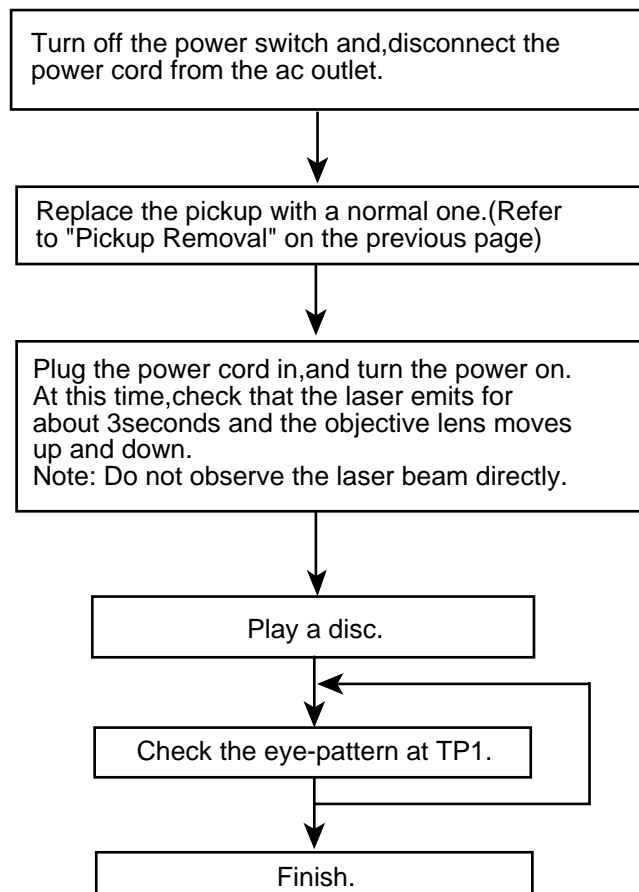 Turn off the power switch and,disconnect the
power cord from the ac outlet.
Replace the pickup with a normal one.(Refer
to "Pickup Removal" on the previous page)
Plug the power cord in,and turn the power on.
At this time,check that the laser emits for
about 3seconds and the objective lens moves
up and down.
Note: Do not observe the laser beam directly.
Play a disc.
Check the eye-pattern at TP1.
Finish.